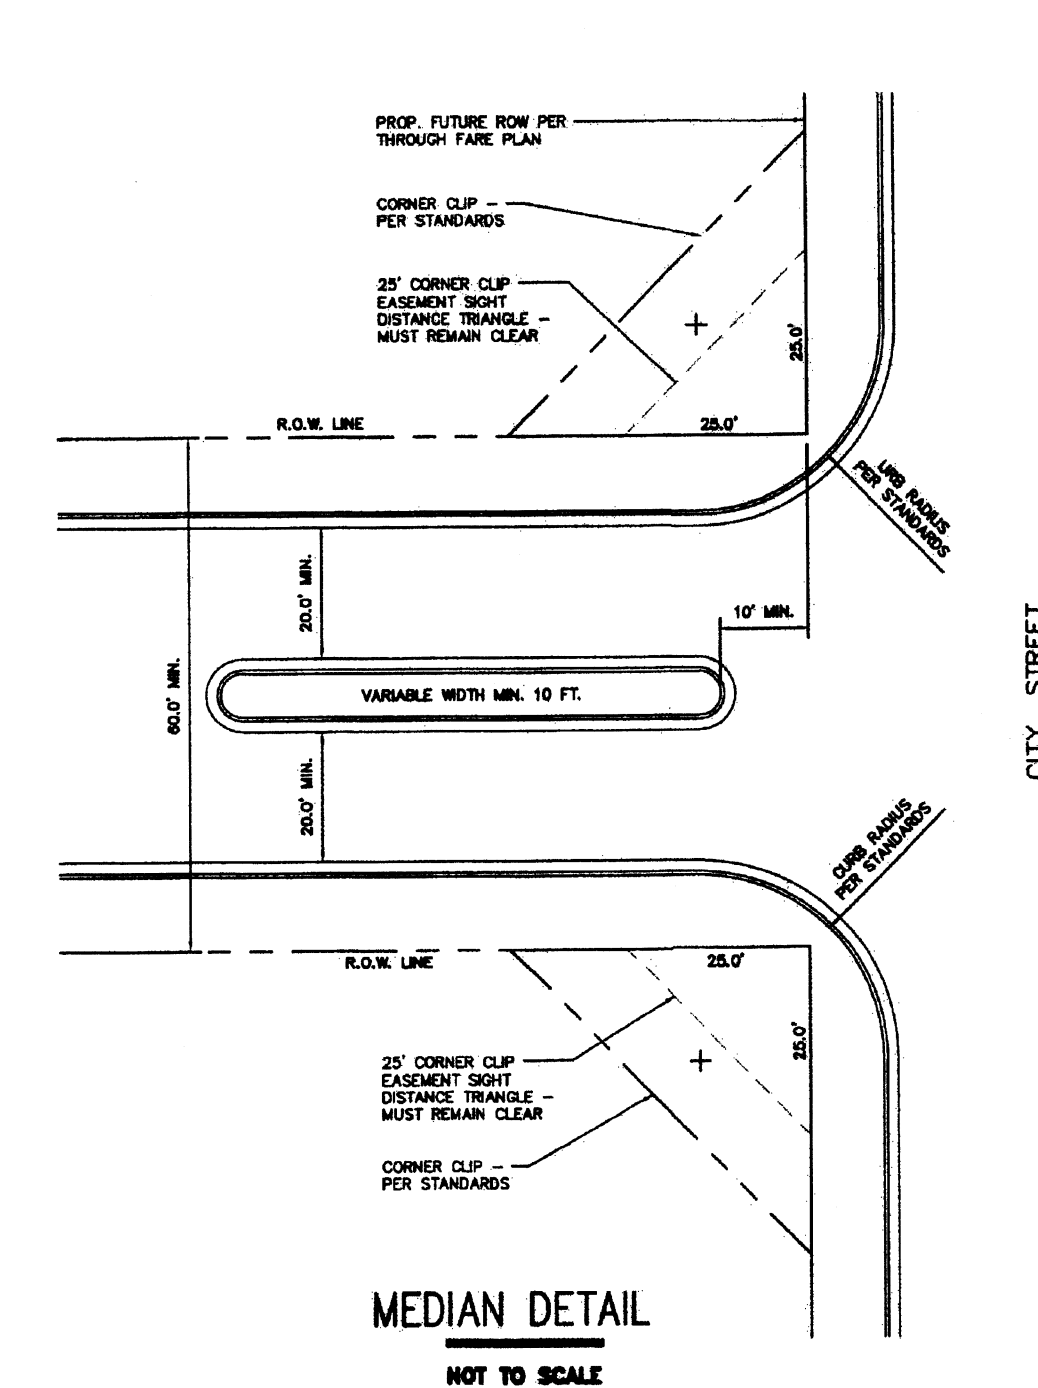 PROP. FUTURE ROW PER
THROUGH FARE PLAN
CORNER CLIP –
PER STANDARDS
25' CORNER CLIP
EASEMENT SIGHT
DISTANCE TRIANGLE –
MUST REMAIN CLEAR
25.0'
25.0'
R.O.W. LINE
URB RADIUS
PER STANDARDS
20.0' MIN.
10' MIN.
60.0' MIN.
VARIABLE WIDTH MIN. 10 FT.
CITY STREET
20.0' MIN.
CURB RADIUS
PER STANDARDS
R.O.W. LINE
25.0'
25.0'
25' CORNER CLIP
EASEMENT SIGHT
DISTANCE TRIANGLE –
MUST REMAIN CLEAR
CORNER CLIP –
PER STANDARDS
MEDIAN DETAIL
NOT TO SCALE